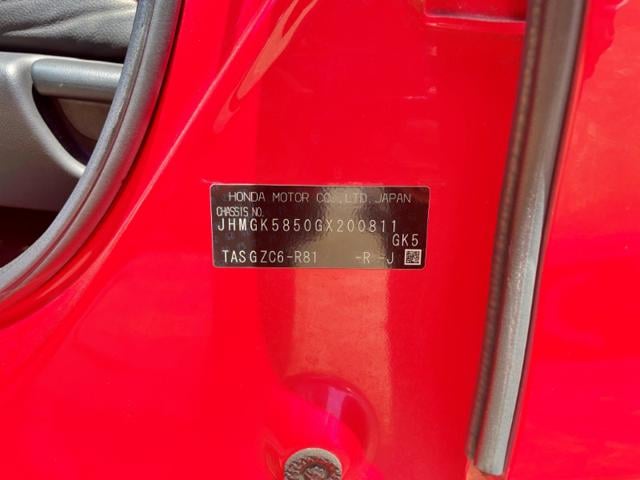 HONDA MOTOR CO.,LTD.JAPAN
CHASSIS NO.
JHMGK5850GX200811
GK5
TASGZC6-R81 -R -J